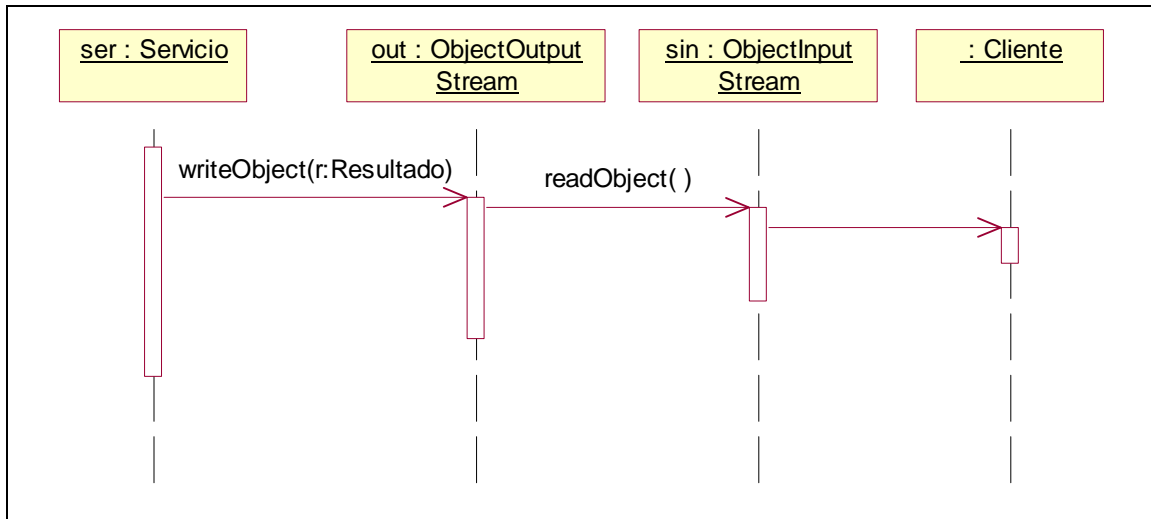 ser : Servicio
out : ObjectOutput
Stream
sin : ObjectInput
Stream
: Cliente
writeObject(r:Resultado)
readObject( )